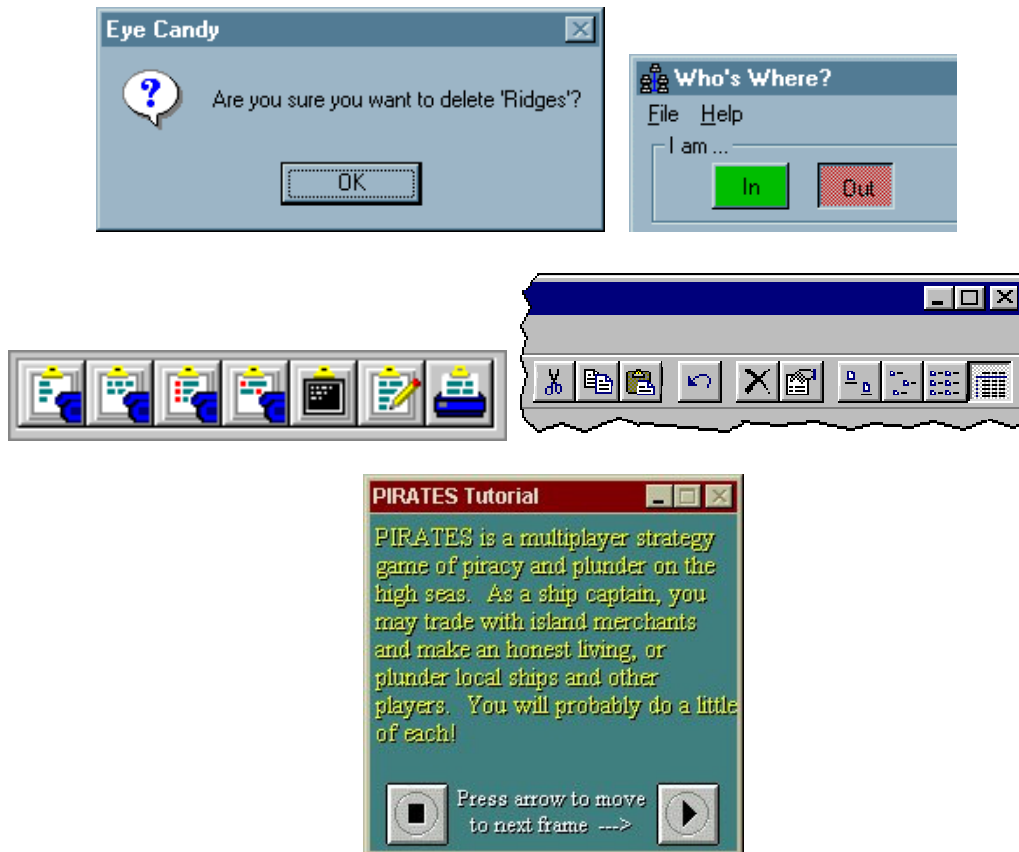 Eye Candy
Are you sure you want to delete 'Ridges'?
OK
Who's Where?
File Help
I am ...
In Out
PIRATES Tutorial
PIRATES is a multiplayer strategy
game of piracy and plunder on the
high seas.  As a ship captain, you
may trade with island merchants
and make an honest living, or
plunder local ships and other
players.  You will probably do a little
of each!
Press arrow to move
to next frame --->